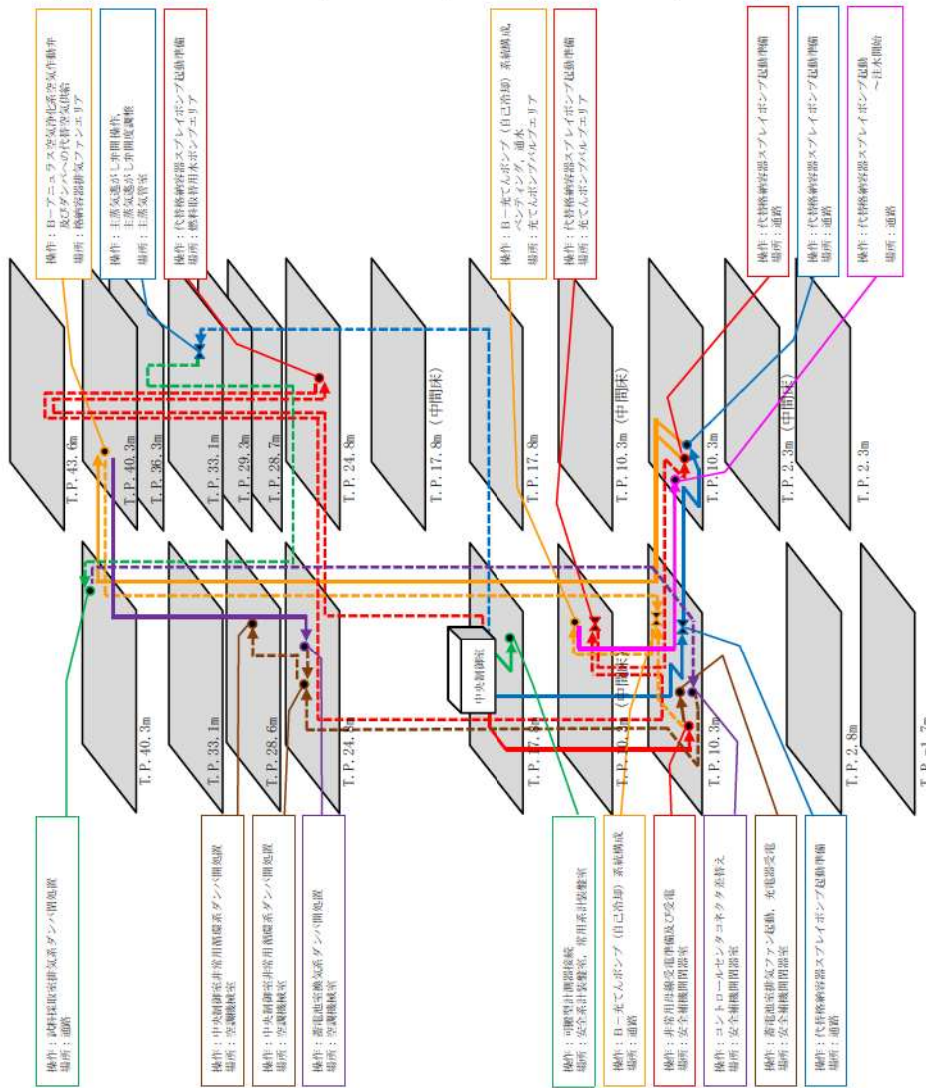 操作：B－アニュラス空気浄化系空気作動弁
及びダンパへの代替空気供給
場所：格納容器排気ファンエリア
操作：主蒸気逃がし弁開操作，
主蒸気逃がし弁開度調整
場所：主蒸気管室
操作：代替格納容器スプレイポンプ起動準備
場所：燃料取替用水ポンプエリア
操作：B－充てんポンプ（自己冷却）系統構成，
ベンティング，通水
場所：充てんポンプバルブエリア
操作：代替格納容器スプレイポンプ起動準備
場所：充てんポンプバルブエリア
操作：代替格納容器スプレイポンプ起動準備
場所：通路
操作：代替格納容器スプレイポンプ起動準備
場所：通路
操作：代替格納容器スプレイポンプ起動
～注水開始
場所：通路
T.P.43.6m
T.P.40.3m
T.P.36.3m
T.P.33.1m
T.P.29.3m
T.P.28.7m
T.P.24.8m
T.P.17.8m（中間床）
T.P.17.8m
T.P.10.3m（中間床）
T.P.10.3m
T.P.2.3m（中間床）
T.P.2.3m
T.P.40.3m
T.P.33.1m
T.P.28.6m
T.P.24.8m
中央制御室
T.P.17.8m
T.P.10.3m（中間床）
T.P.10.3m
T.P.2.8m
操作：試料採取室排気系ダンパ閉処置
場所：通路
操作：中央制御室非常用循環系ダンパ開処置
場所：空調機械室
操作：中央制御室非常用循環系ダンパ開処置
場所：空調機械室
操作：蓄電池室換気系ダンパ開処置
場所：空調機械室
操作：可搬型計測器接続
場所：安全系計装盤室，常用系計装盤室
操作：B－充てんポンプ（自己冷却）系統構成
場所：通路
操作：非常用母線受電準備及び受電
場所：安全補機開閉器室
操作：コントロールセンタコネクタ差替え
場所：安全補機開閉器室
操作：蓄電池室排気ファン起動，充電器受電
場所：安全補機開閉器室
操作：代替格納容器スプレイポンプ起動準備
場所：通路